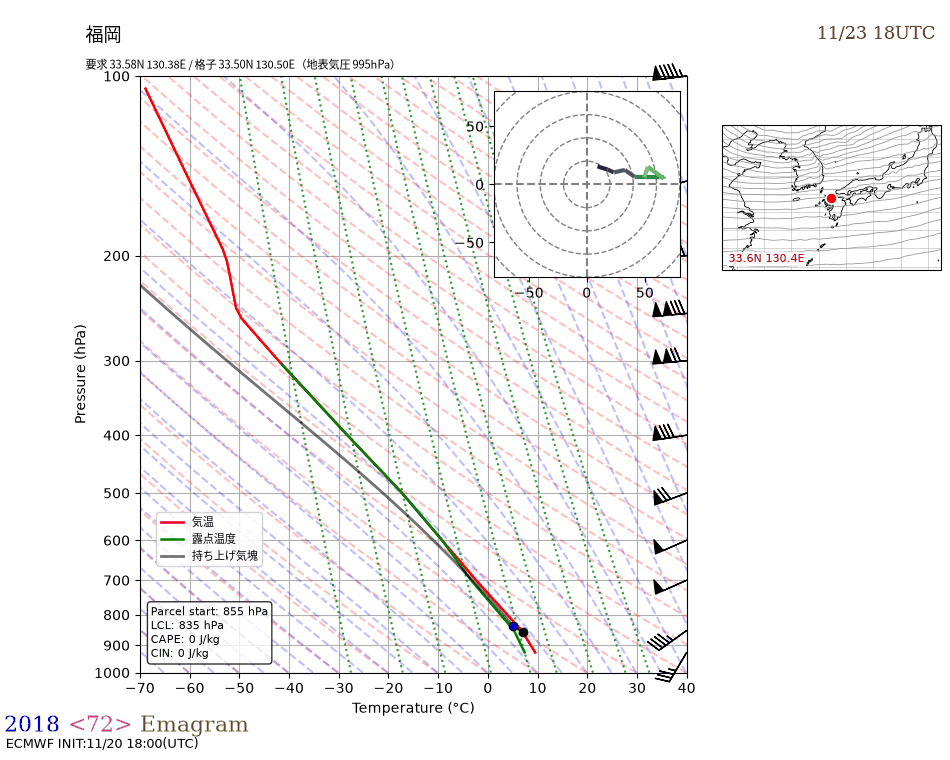 福岡
11/23 18UTC
要求 33.58N 130.38E / 格子 33.50N 130.50E（地表気圧 995hPa）
100
200
300
400
500
600
700
800
900
1000
Pressure (hPa)
50
0
−50
−50 0 50
33.6N 130.4E
気温
露点温度
持ち上げ気塊
Parcel start: 855 hPa
LCL: 835 hPa
CAPE: 0 J/kg
CIN: 0 J/kg
−70 −60 −50 −40 −30 −20 −10 0 10 20 30 40
Temperature (°C)
2018 <72> Emagram
ECMWF INIT:11/20 18:00(UTC)